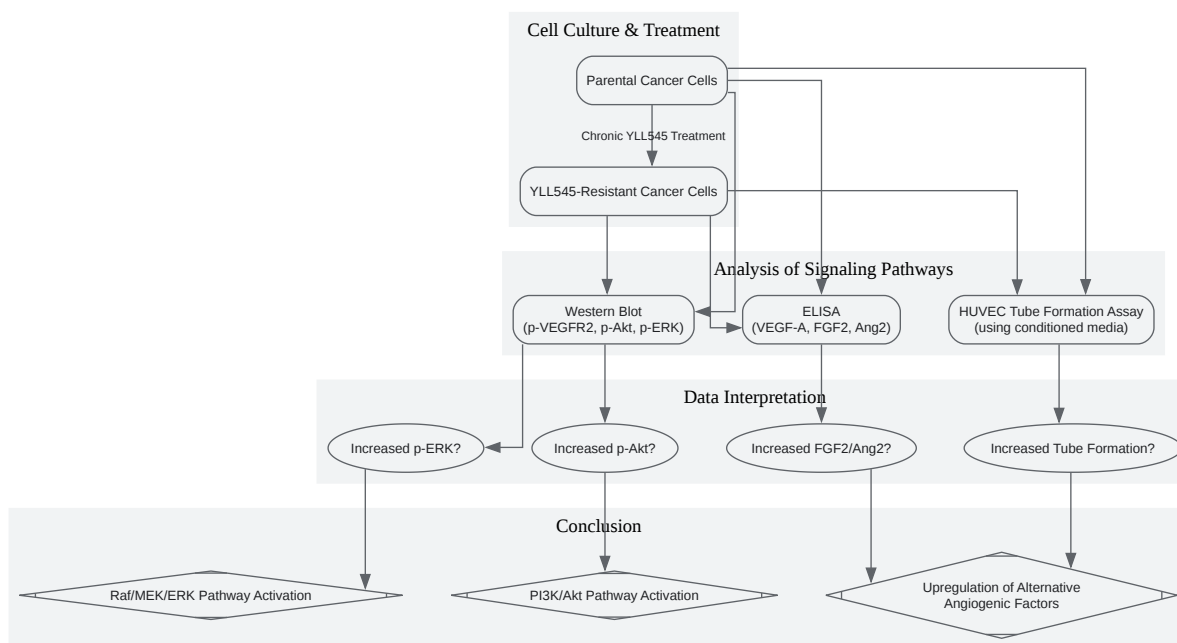 Cell Culture & Treatment
Parental Cancer Cells
Chronic YLL545 Treatment
YLL545-Resistant Cancer Cells
Analysis of Signaling Pathways
Western Blot
(p-VEGFR2, p-Akt, p-ERK)
ELISA
(VEGF-A, FGF2, Ang2)
HUVEC Tube Formation Assay
(using conditioned media)
Data Interpretation
Increased p-ERK?
Increased p-Akt?
Increased FGF2/Ang2?
Increased Tube Formation?
Conclusion
Raf/MEK/ERK Pathway Activation
PI3K/Akt Pathway Activation
Upregulation of Alternative
Angiogenic Factors